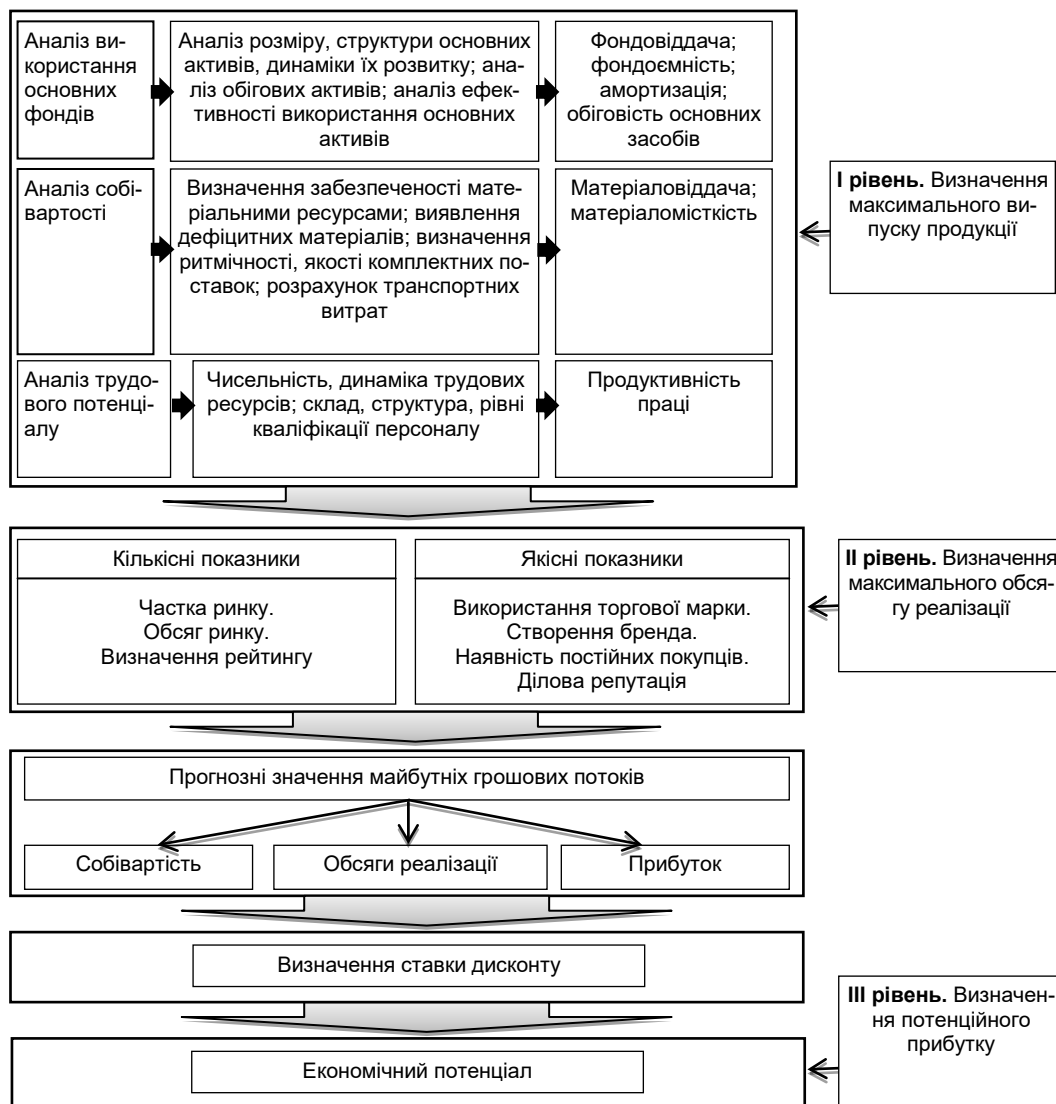 Аналіз ви-
користання
основних
фондів
Аналіз розміру, структури основних
активів, динаміки їх розвитку; ана-
ліз обігових активів; аналіз ефек-
тивності використання основних
активів
Фондовіддача;
фондоємність;
амортизація;
обіговість основних
засобів
Аналіз собі-
вартості
Визначення забезпеченості мате-
ріальними ресурсами; виявлення
дефіцитних матеріалів; визначення
ритмічності, якості комплектних по-
ставок; розрахунок транспортних
витрат
Матеріаловіддача;
матеріаломісткість
I рівень. Визначення
максимального ви-
пуску продукції
Аналіз трудо-
вого потенці-
алу
Чисельність, динаміка трудових
ресурсів; склад, структура, рівні
кваліфікації персоналу
Продуктивність
праці
Кількісні показники
Частка ринку.
Обсяг ринку.
Визначення рейтингу
Якісні показники
Використання торгової марки.
Створення бренда.
Наявність постійних покупців.
Ділова репутація
II рівень. Визначення
максимального обся-
гу реалізації
Прогнозні значення майбутніх грошових потоків
Собівартість
Обсяги реалізації
Прибуток
Визначення ставки дисконту
Економічний потенціал
III рівень. Визначен-
ня потенційного
прибутку